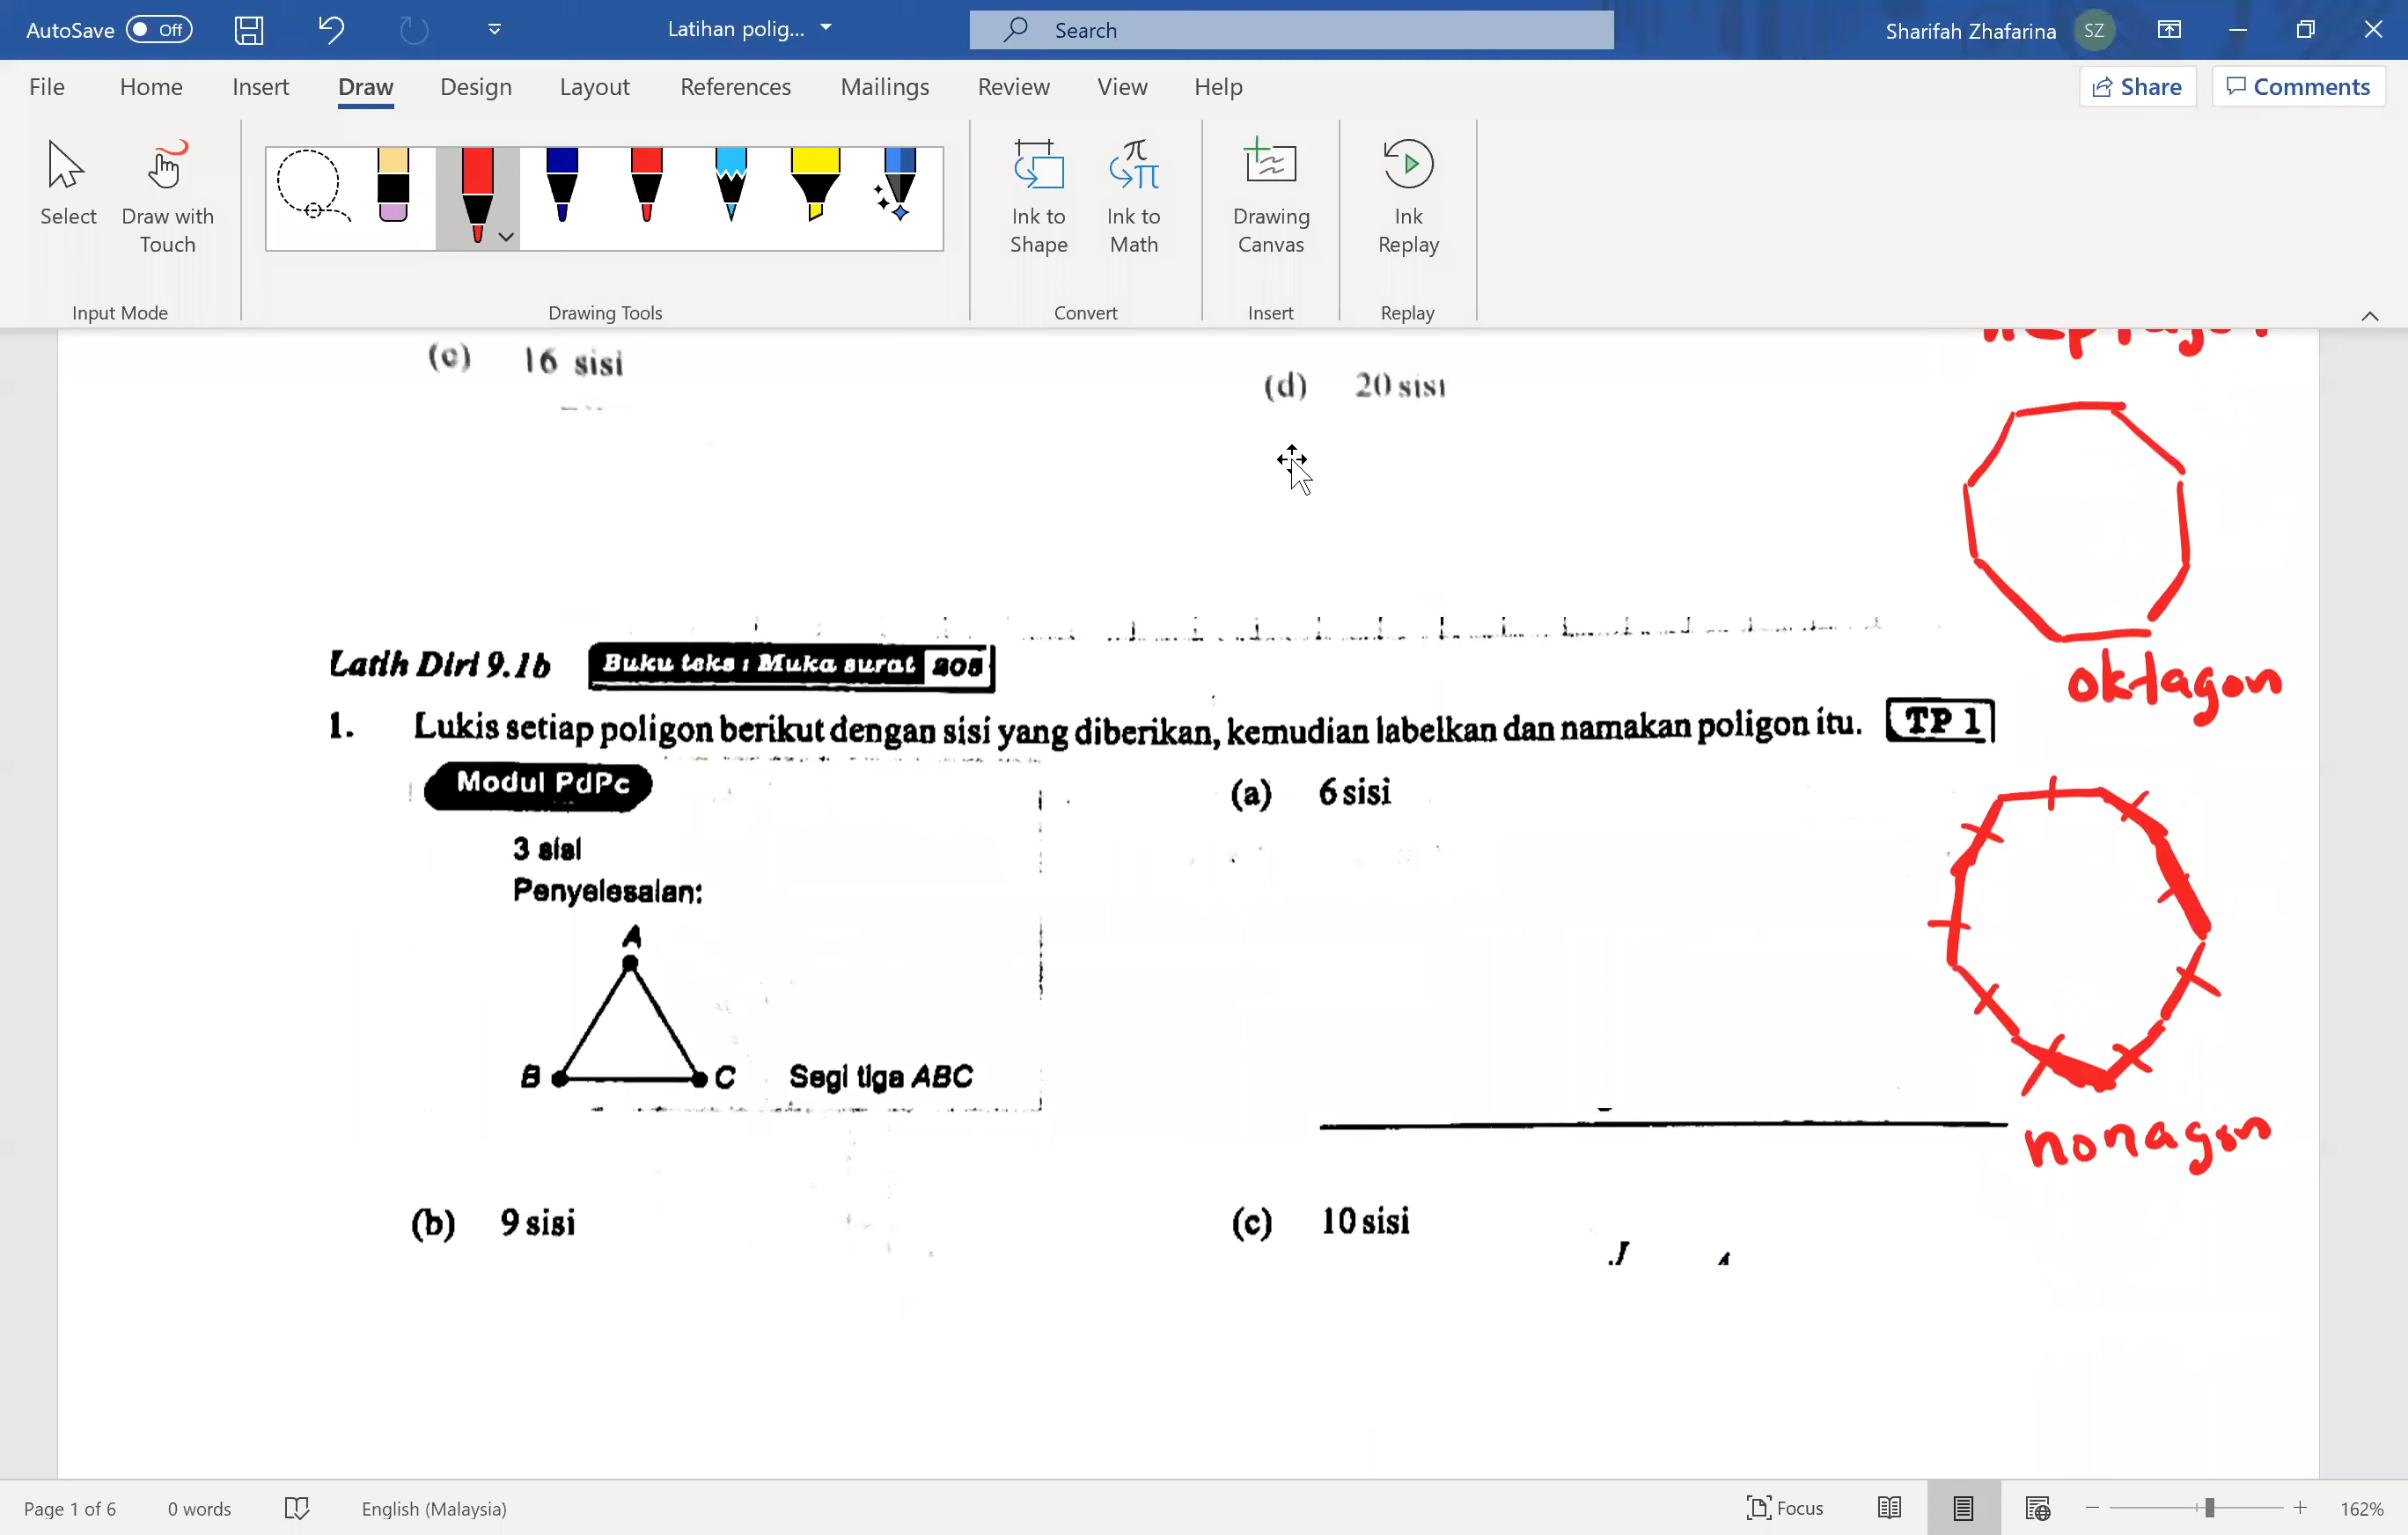 AutoSave Off Latihan polig... Search Sharifah Zhafarina SZ
File Home Insert Draw Design Layout References Mailings Review View Help Share Comments
Select Draw with Touch Ink to Shape Ink to Math Drawing Canvas Ink Replay
Input Mode Drawing Tools Convert Insert Replay
(c) 16 sisi
(d) 20 sisi
oktagon
Latih Diri 9.1b Buku teks : Muka surat 205
1. Lukis setiap poligon berikut dengan sisi yang diberikan, kemudian labelkan dan namakan poligon itu. TP 1
Modul PdPc
(a) 6 sisi
3 sisi
Penyelesaian:
A
B C Segi tiga ABC
nonagon
(b) 9 sisi
(c) 10 sisi
Page 1 of 6 0 words English (Malaysia) Focus 162%